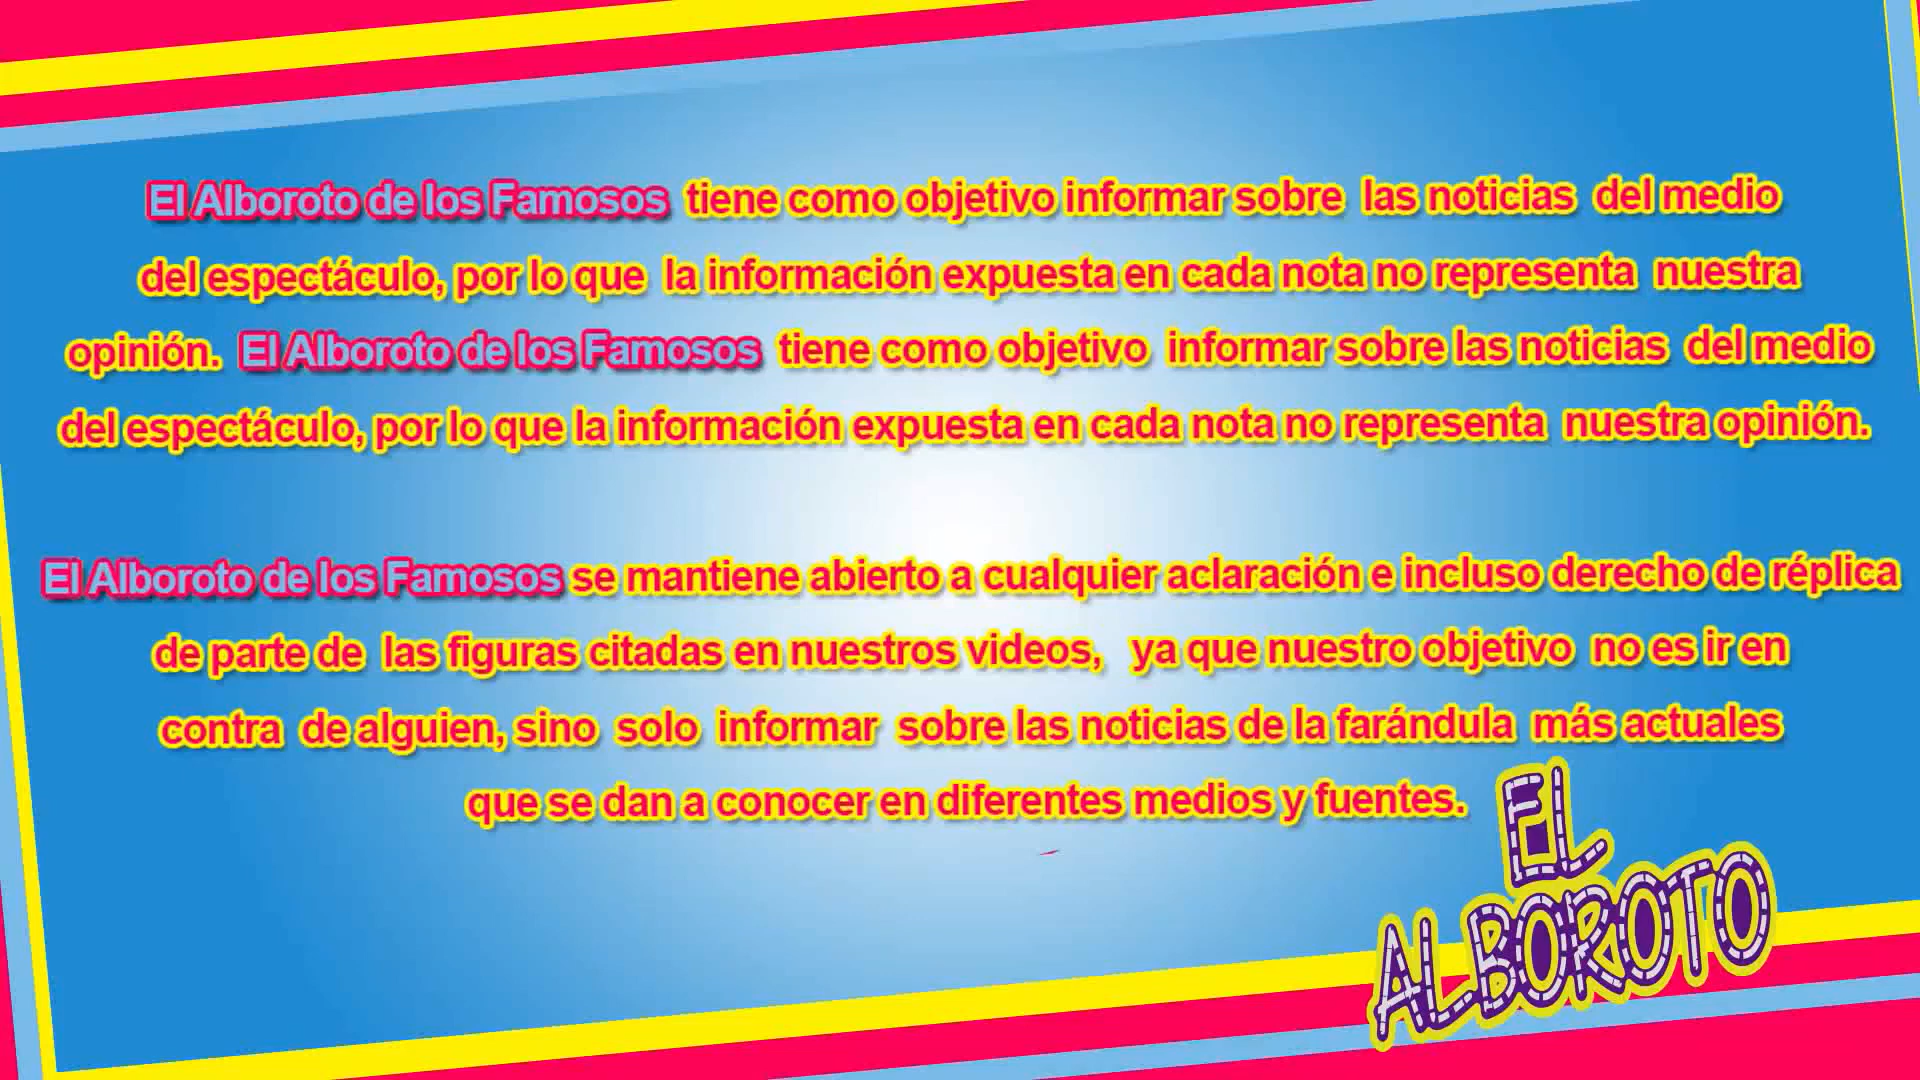 El Alboroto de los Famosos tiene como objetivo informar sobre las noticias del medio
del espectáculo, por lo que la información expuesta en cada nota no representa nuestra
opinión. El Alboroto de los Famosos tiene como objetivo informar sobre las noticias del medio
del espectáculo, por lo que la información expuesta en cada nota no representa nuestra opinión.
El Alboroto de los Famosos se mantiene abierto a cualquier aclaración e incluso derecho de réplica
de parte de las figuras citadas en nuestros videos, ya que nuestro objetivo no es ir en
contra de alguien, sino solo informar sobre las noticias de la farándula más actuales
que se dan a conocer en diferentes medios y fuentes.
EL
ALBOROTO